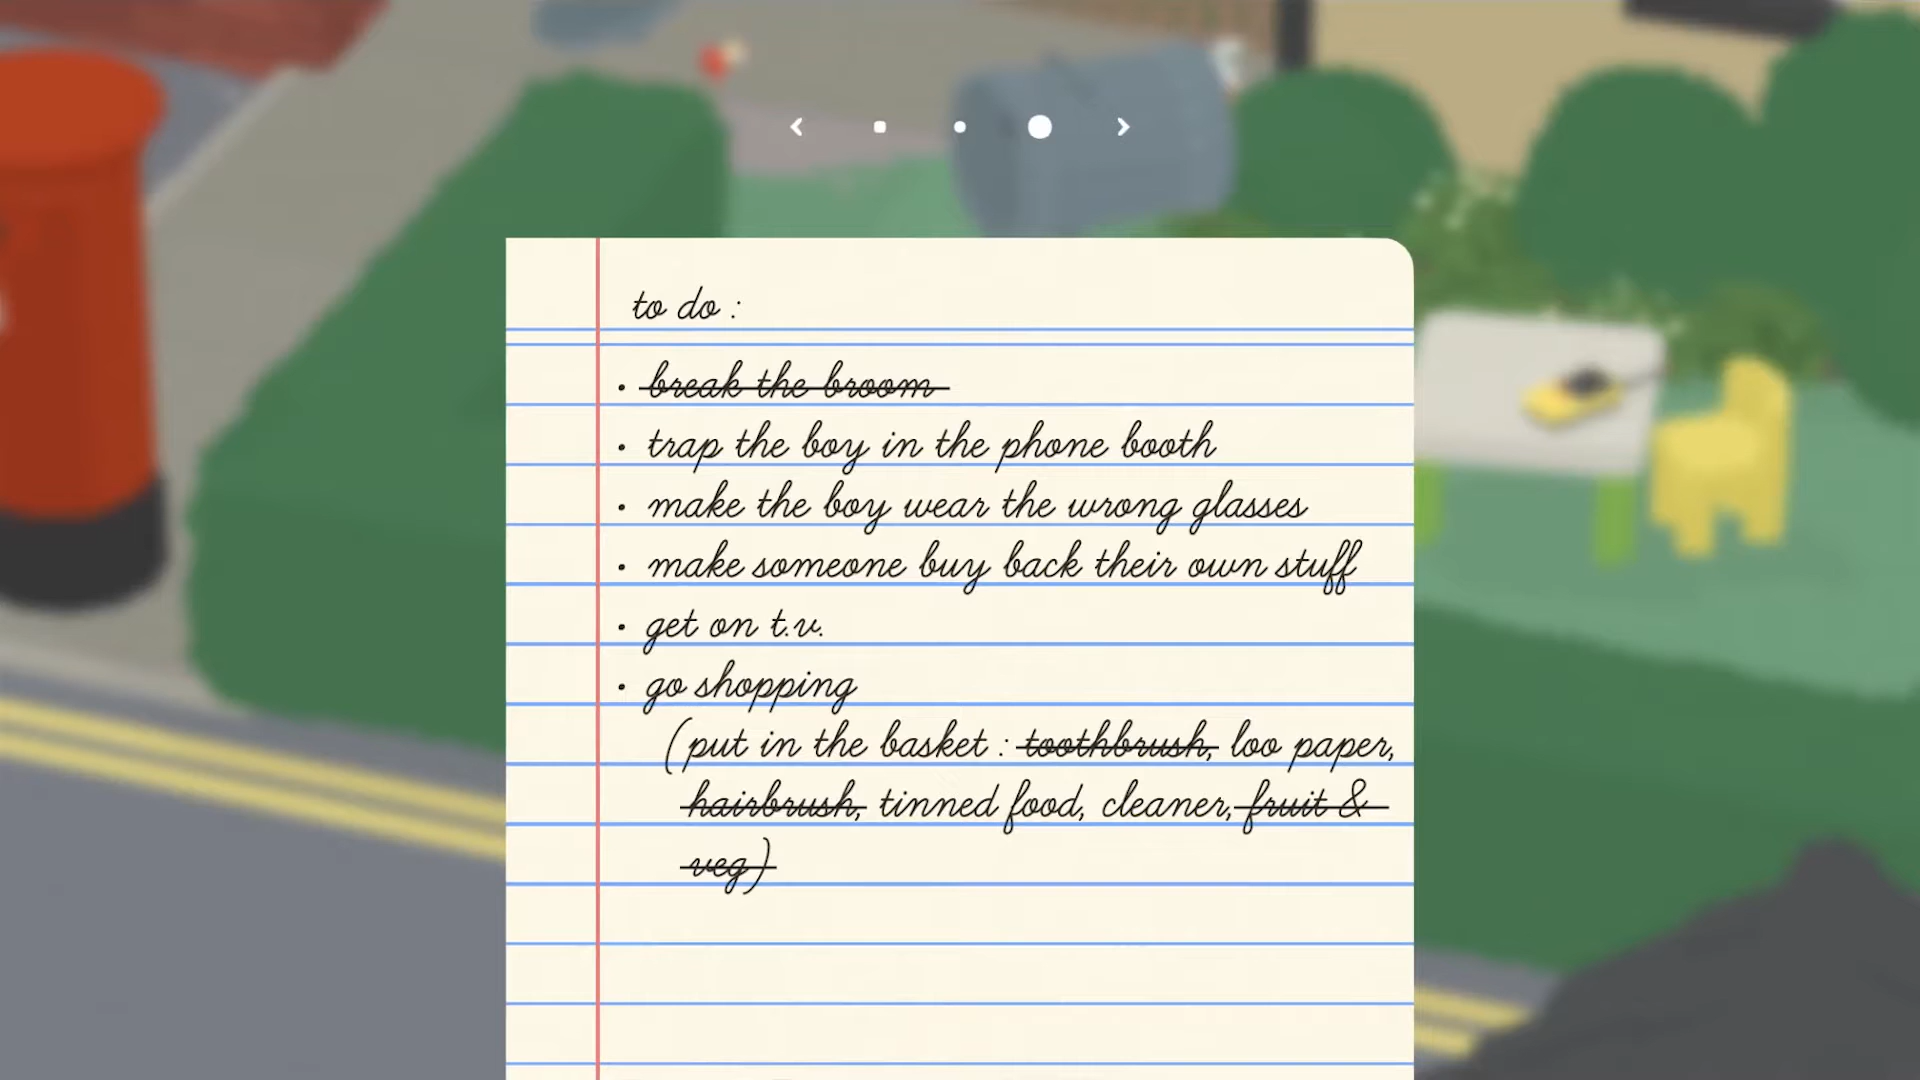 to do :
• break the broom
• trap the boy in the phone booth
• make the boy wear the wrong glasses
• make someone buy back their own stuff
• get on t.v.
• go shopping
(put in the basket : toothbrush, loo paper,
hairbrush, tinned food, cleaner, fruit &
veg)